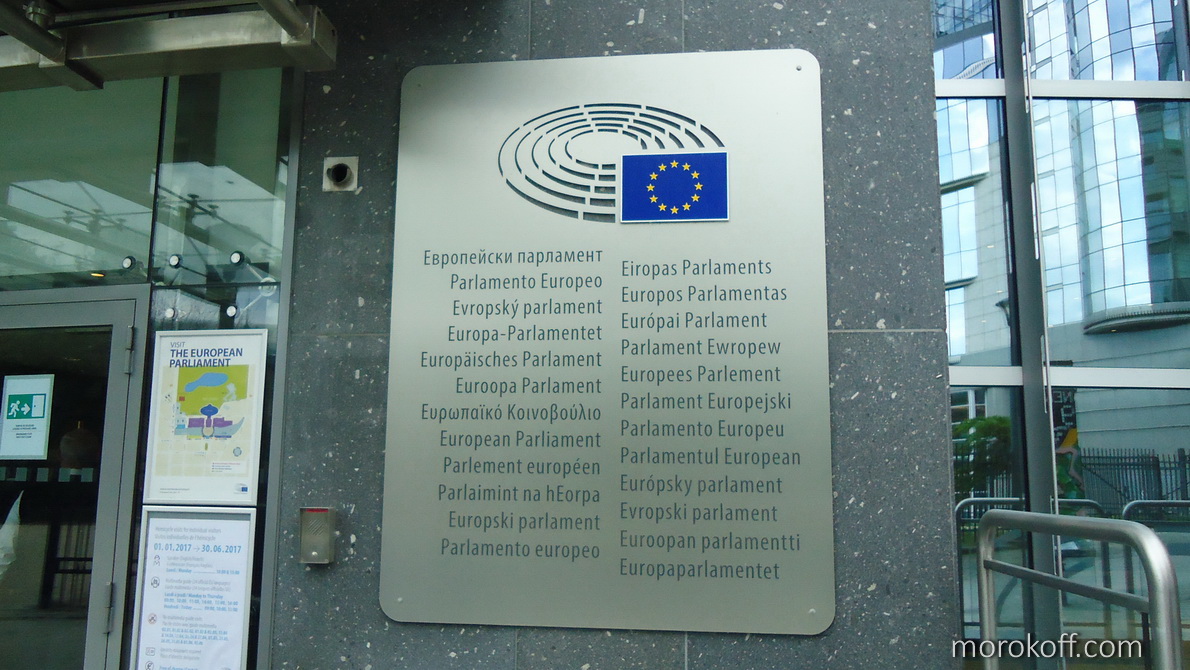 Европейски парламент
Parlamento Europeo
Evropský parlament
Europa-Parlamentet
Europäisches Parlament
Euroopa Parlament
Ευρωπαϊκό Κοινοβούλιο
European Parliament
Parlement européen
Parlaimint na hEorpa
Europski parlament
Parlamento europeo
Eiropas Parlaments
Europos Parlamentas
Európai Parlament
Parlament Ewropew
Europees Parlement
Parlament Europejski
Parlamento Europeu
Parlamentul European
Európsky parlament
Evropski parlament
Euroopan parlamentti
Europaparlamentet
VISIT
THE EUROPEAN
PARLIAMENT
01.01.2017 → 30.06.2017
morokoff.com